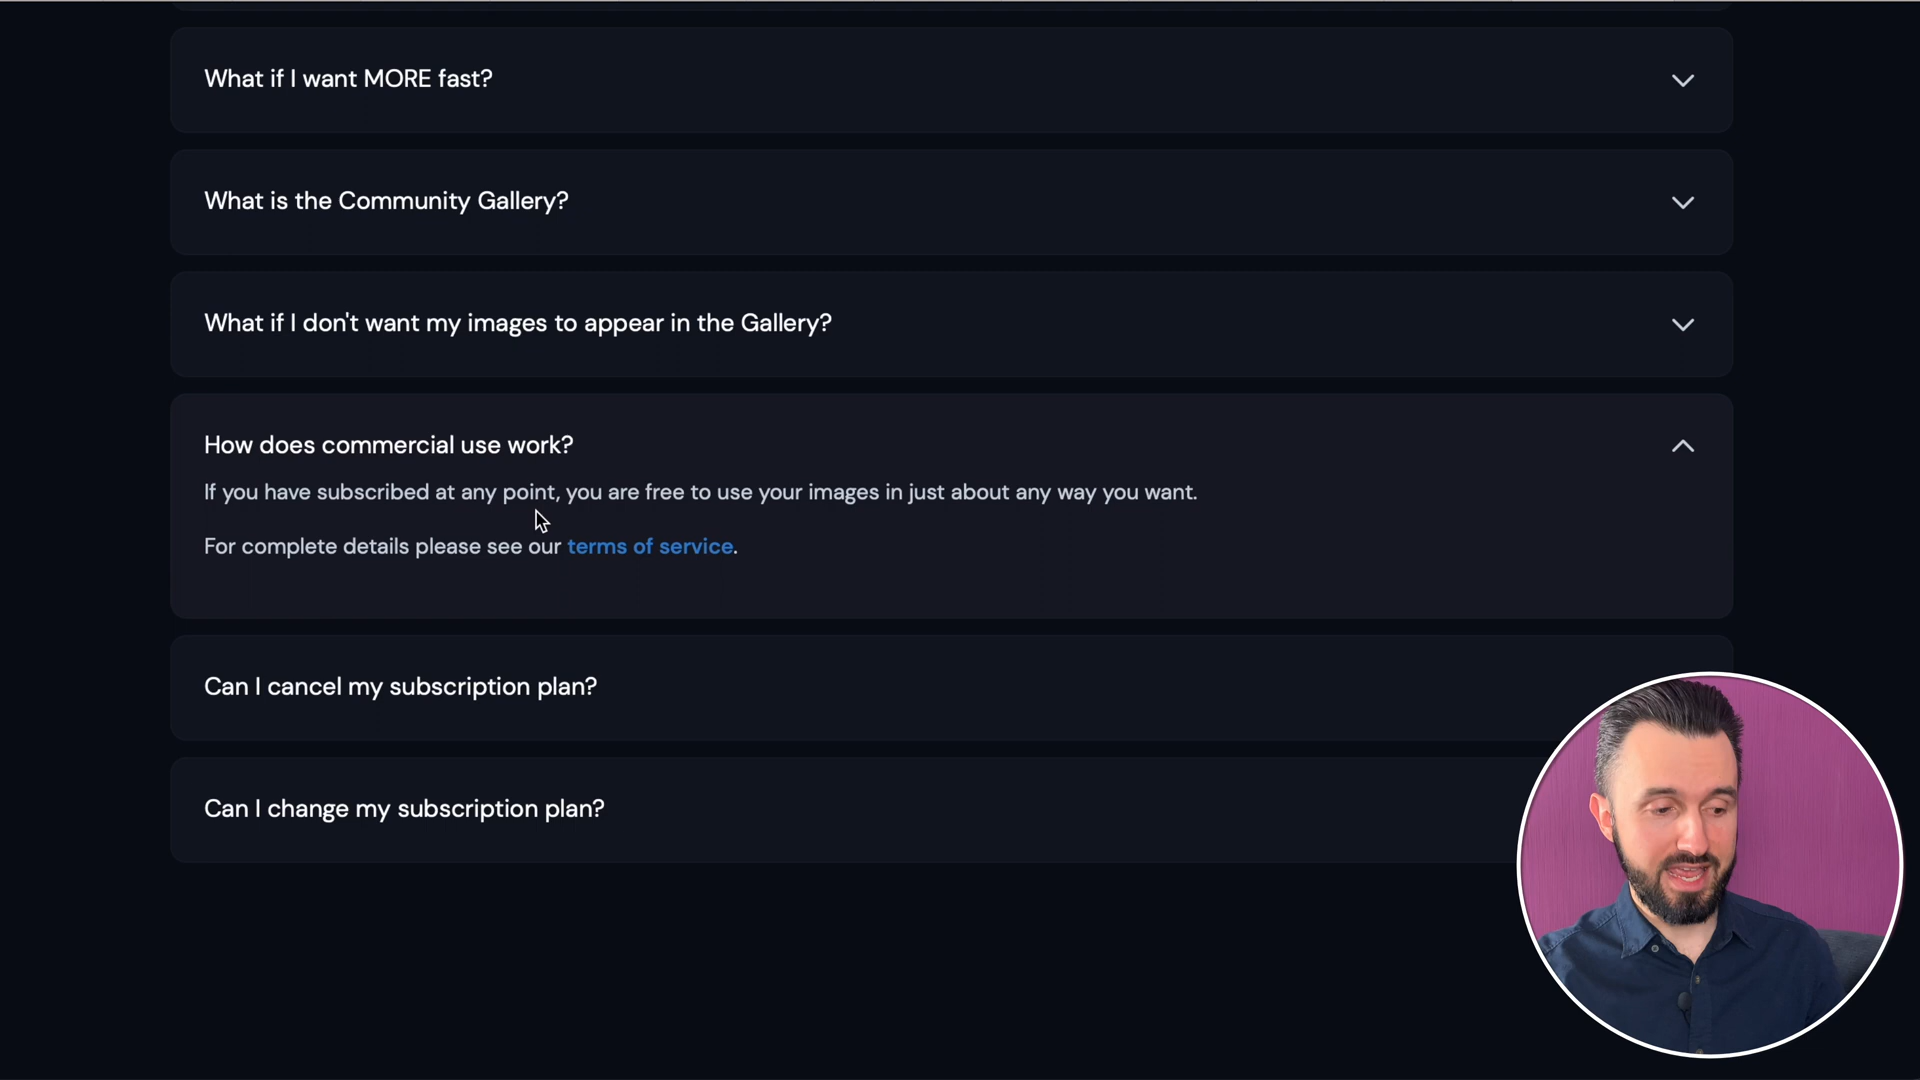 What if I want MORE fast?
What is the Community Gallery?
What if I don't want my images to appear in the Gallery?
How does commercial use work?
If you have subscribed at any point, you are free to use your images in just about any way you want.
For complete details please see our terms of service.
Can I cancel my subscription plan?
Can I change my subscription plan?